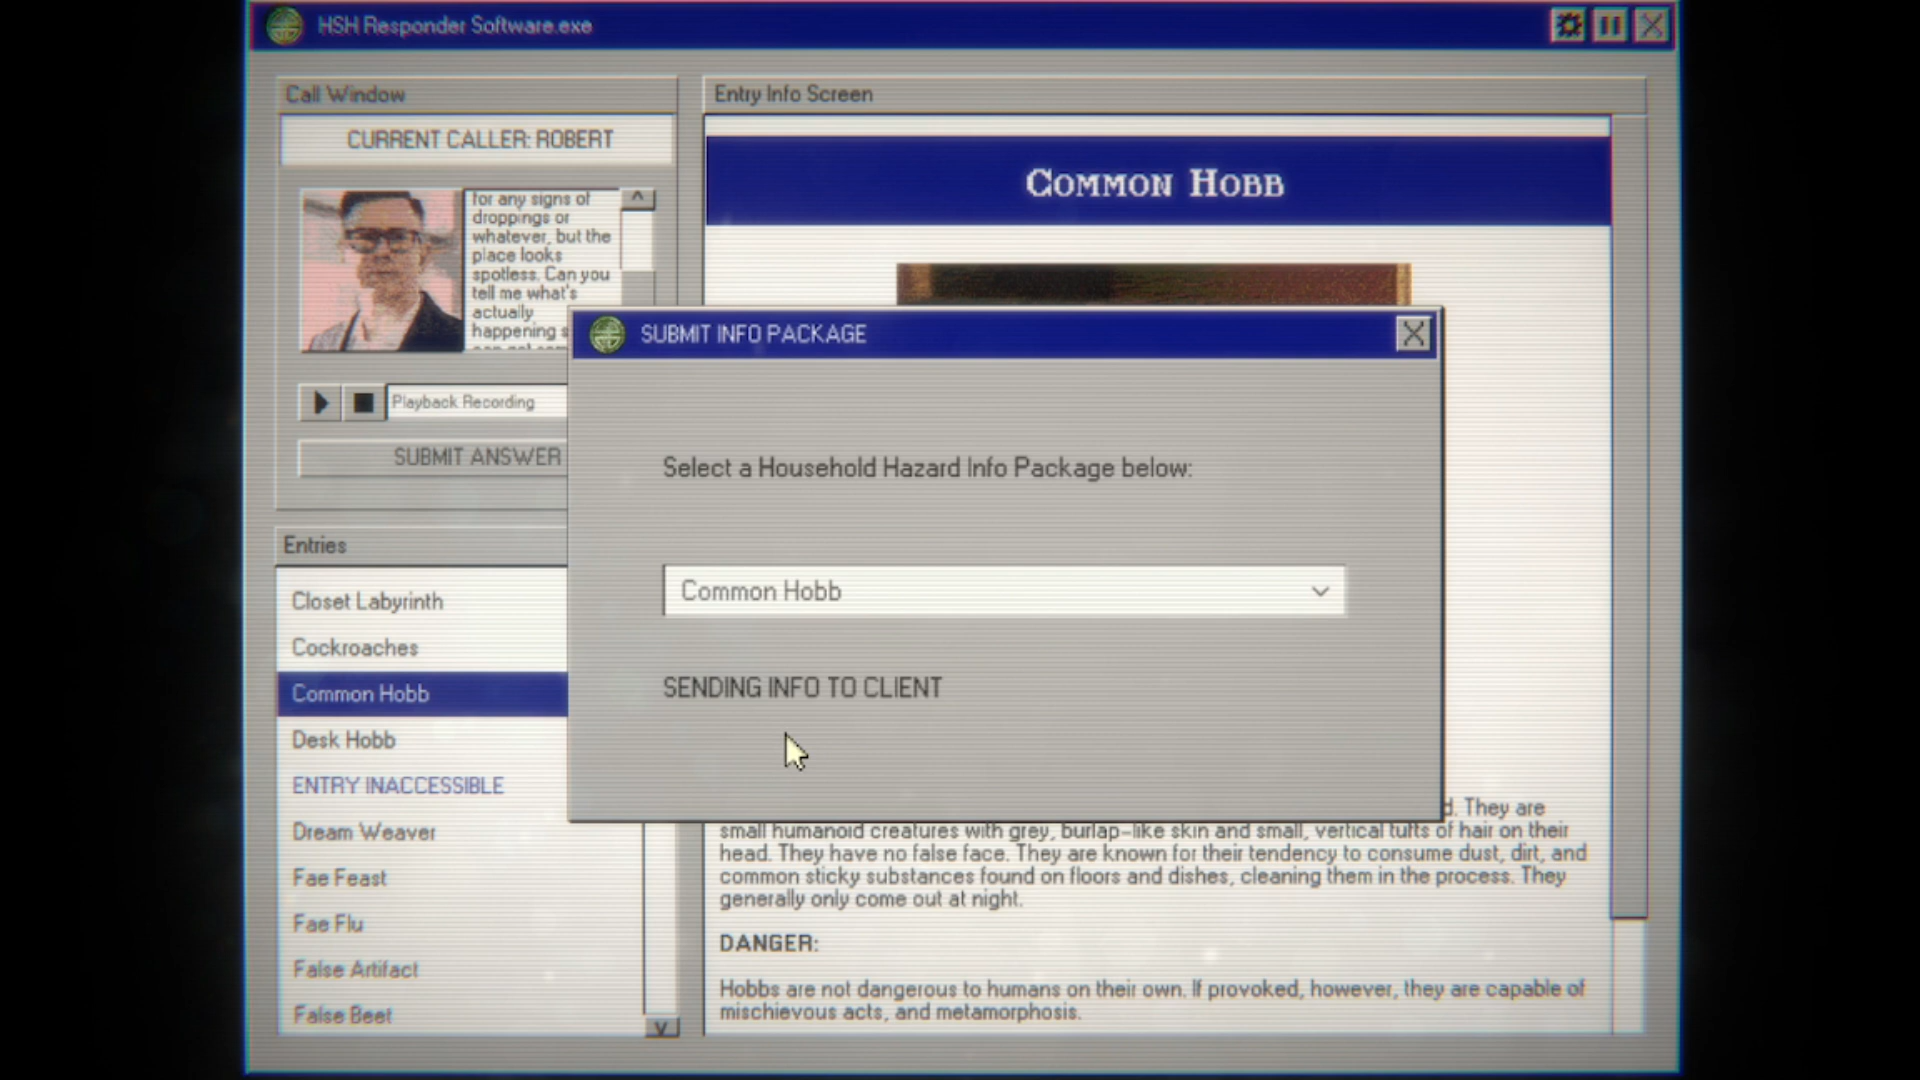 HSH Responder Software.exe
Call Window
CURRENT CALLER: ROBERT
for any signs of
droppings or
whatever, but the
place looks
spotless. Can you
tell me what's
actually
happening
Playback Recording
SUBMIT ANSWER
Entries
Closet Labyrinth
Cockroaches
Common Hobb
Desk Hobb
ENTRY INACCESSIBLE
Dream Weaver
Fae Feast
Fae Flu
False Artifact
False Beet
Entry Info Screen
Common Hobb
SUBMIT INFO PACKAGE
Select a Household Hazard Info Package below:
Common Hobb
SENDING INFO TO CLIENT
They are
small humanoid creatures with grey, burlap-like skin and small, vertical tufts of hair on their
head. They have no false face. They are known for their tendency to consume dust, dirt, and
common sticky substances found on floors and dishes, cleaning them in the process. They
generally only come out at night.
DANGER:
Hobbs are not dangerous to humans on their own. If provoked, however, they are capable of
mischievous acts, and metamorphosis.